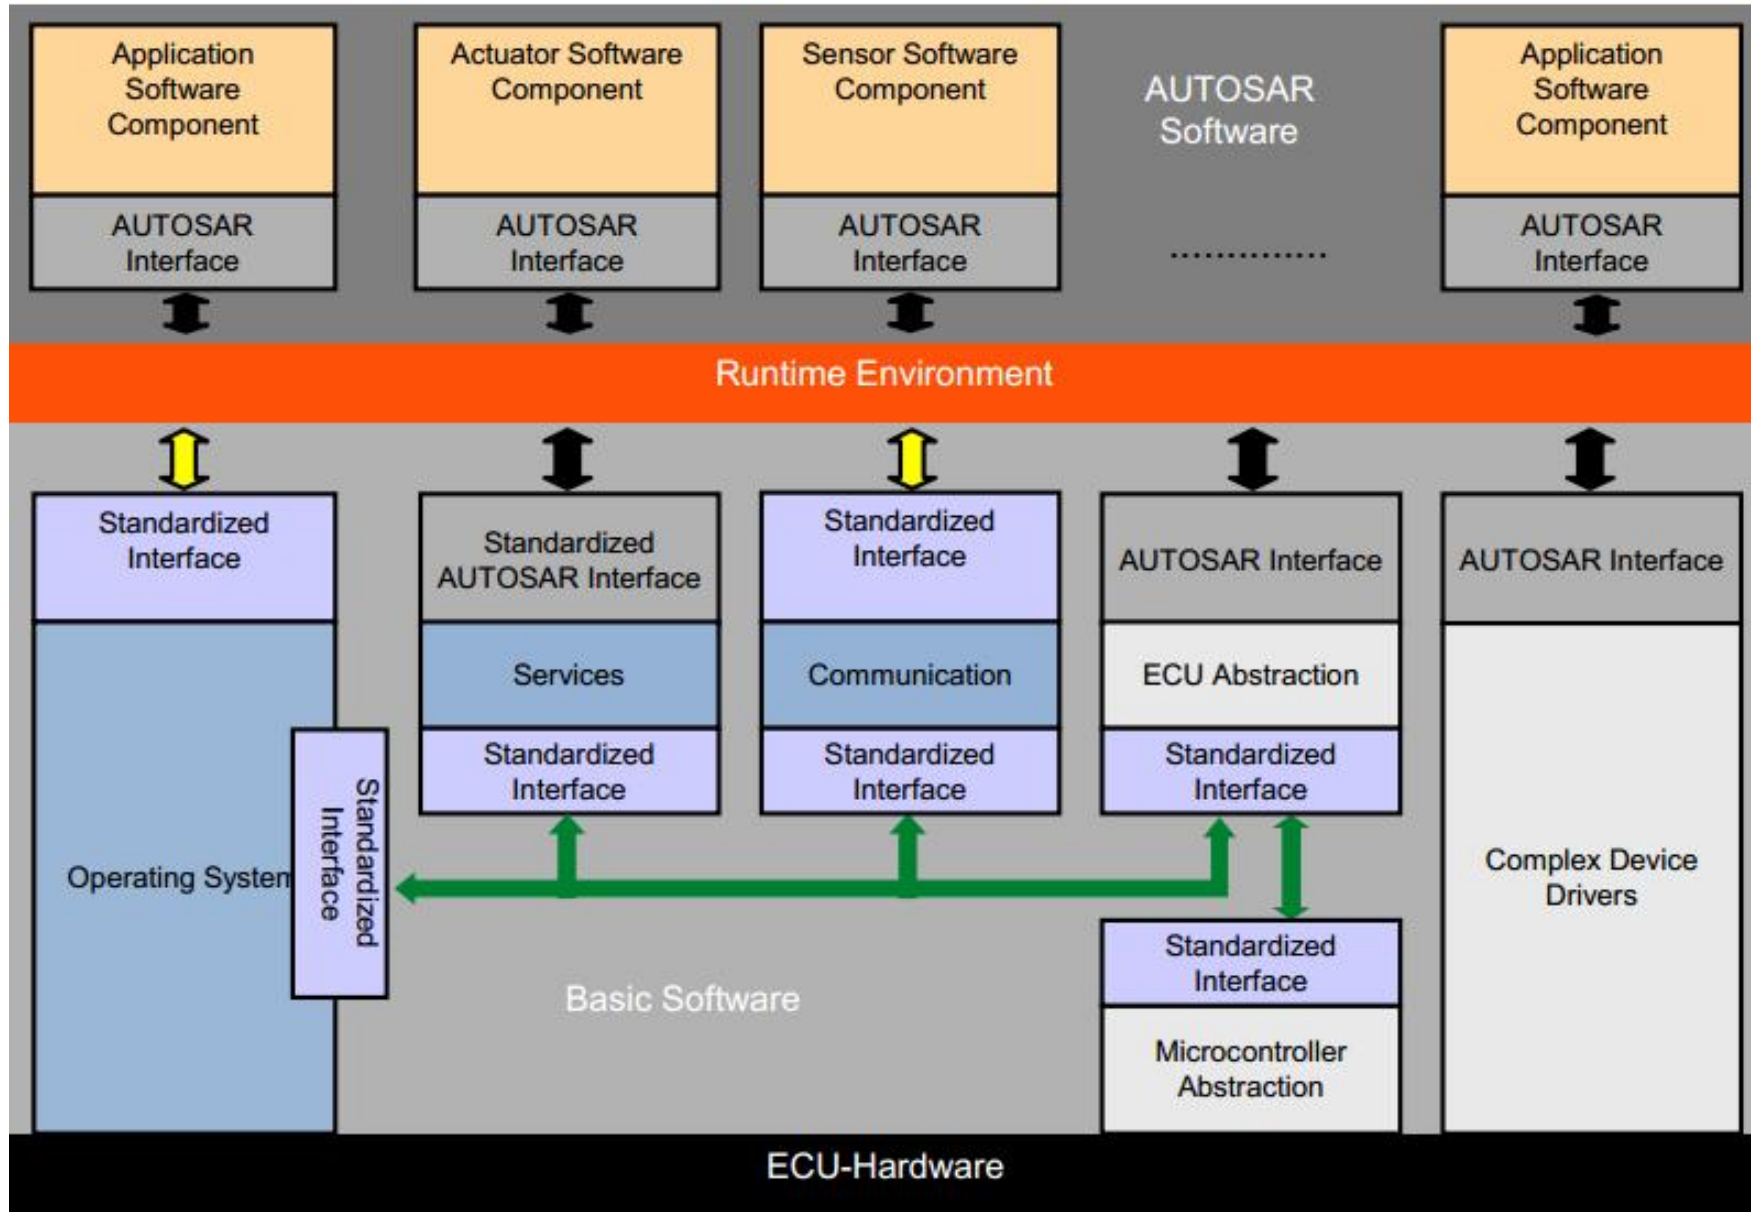 Application
Software
Component
AUTOSAR
Interface
Actuator Software
Component
AUTOSAR
Interface
Sensor Software
Component
AUTOSAR
Interface
AUTOSAR
Software
..............
Application
Software
Component
AUTOSAR
Interface
Runtime Environment
Standardized
Interface
Operating System
Standardized
Interface
Standardized
AUTOSAR Interface
Services
Standardized
Interface
Standardized
Interface
Communication
Standardized
Interface
AUTOSAR Interface
ECU Abstraction
Standardized
Interface
Standardized
Interface
Microcontroller
Abstraction
AUTOSAR Interface
Complex Device
Drivers
Basic Software
ECU-Hardware